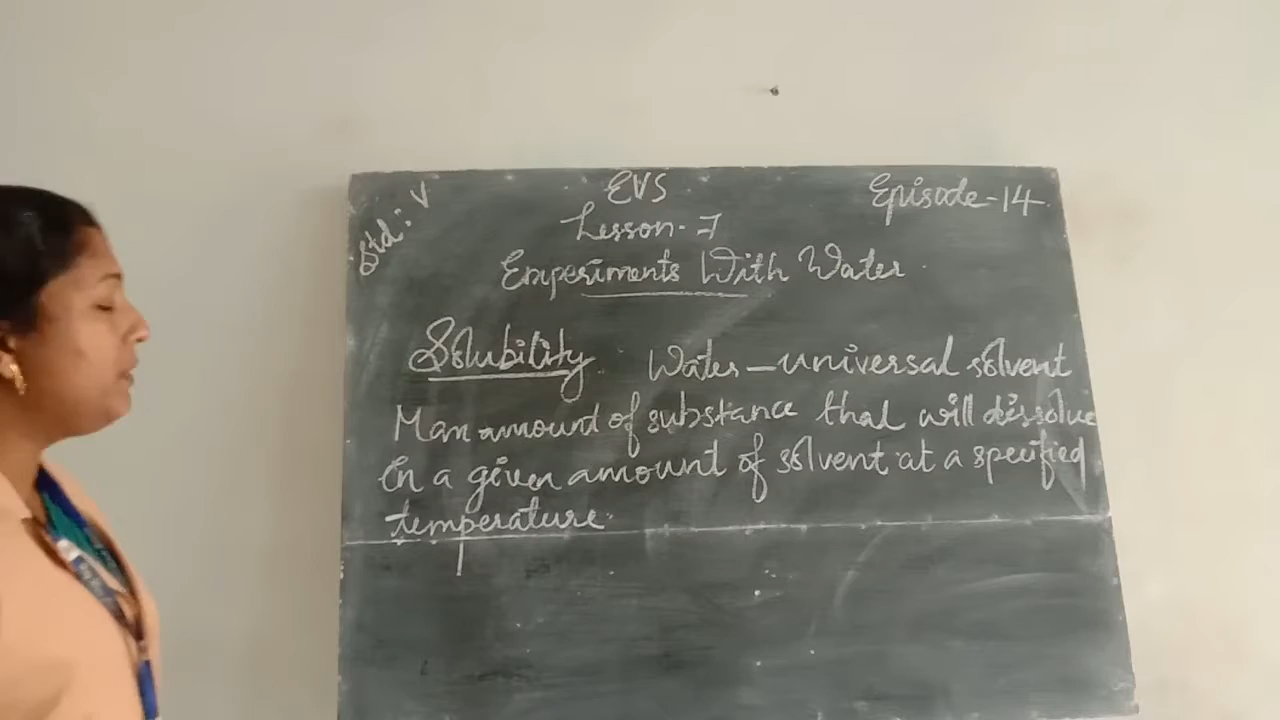 Std: V
EVS
Episode-14.
Lesson-7
Experiments With Water.
Solubility. Water - universal solvent
Max amount of substance that will dissolve
in a given amount of solvent at a specified
temperature.